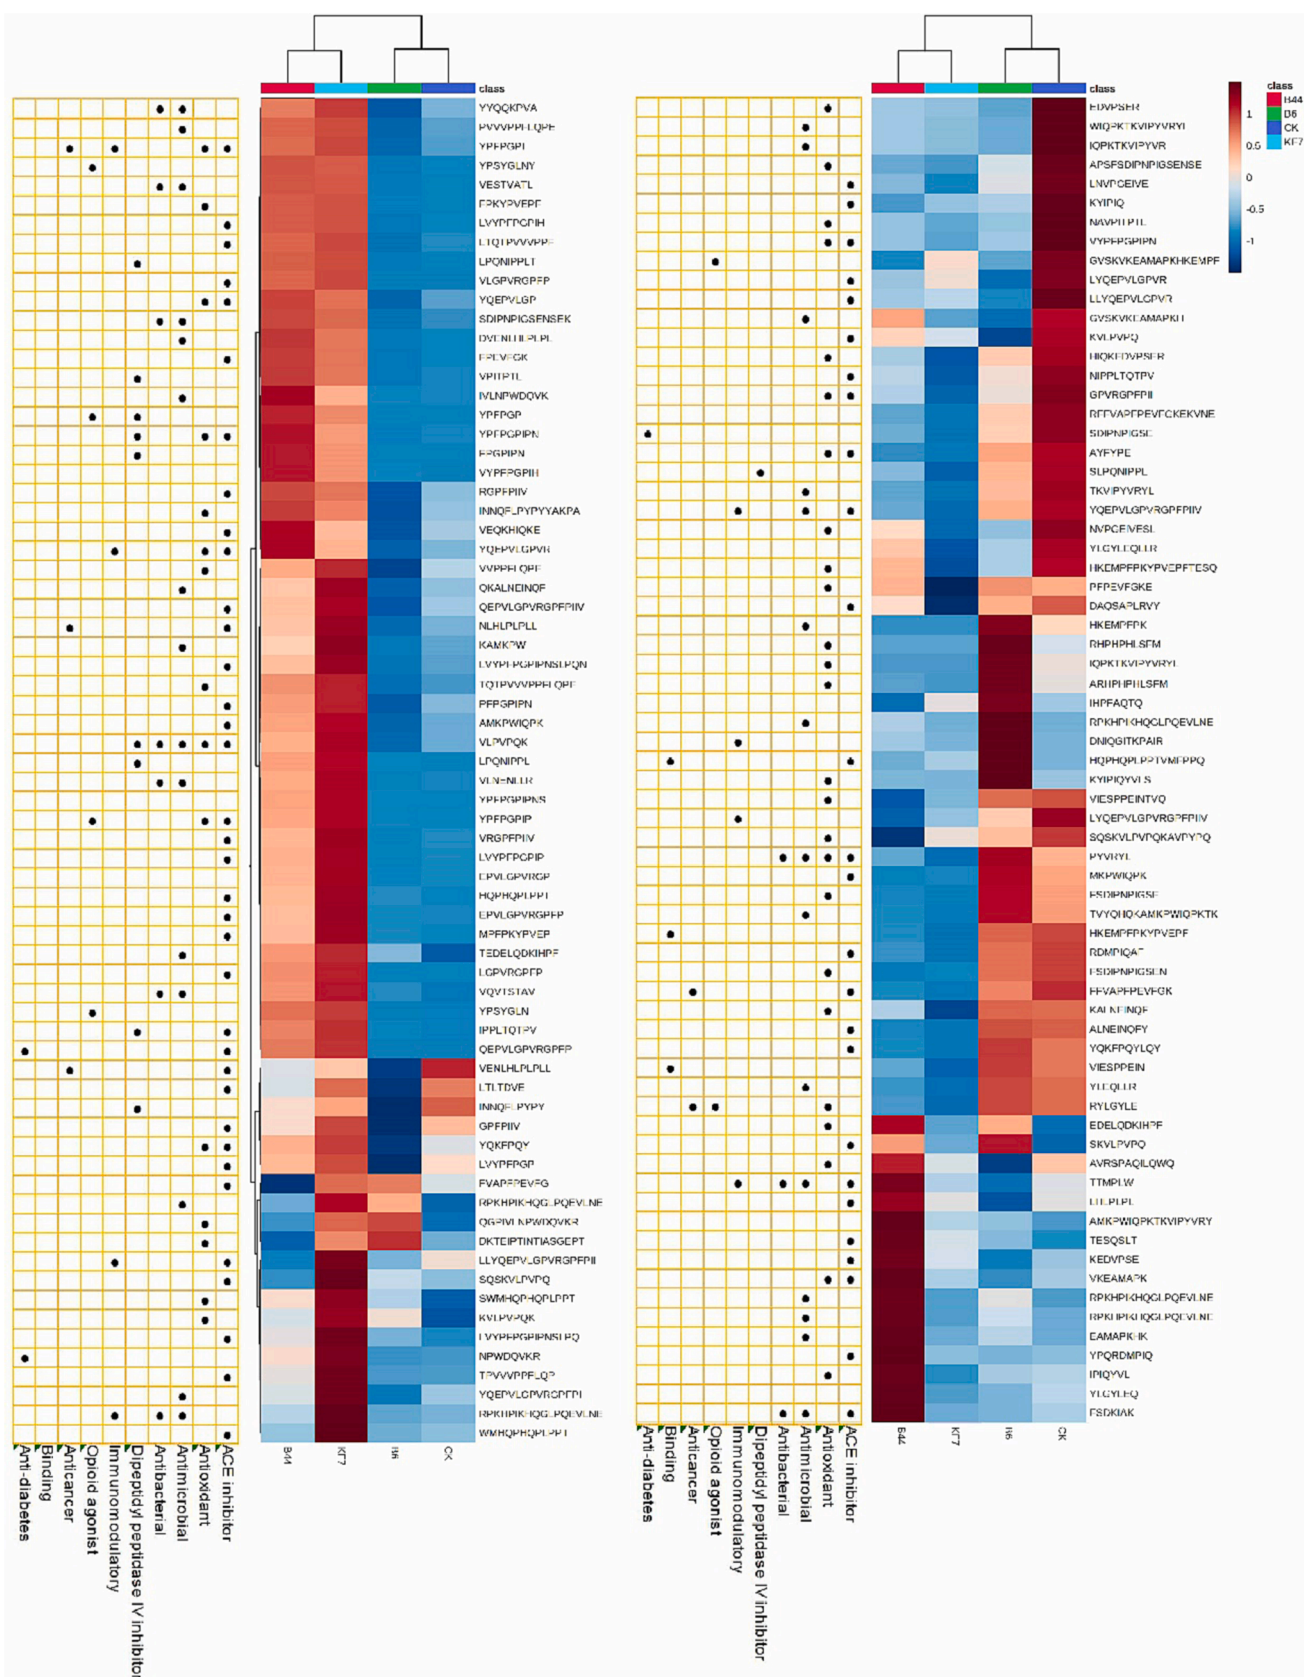 class
YYQQKPVA
PVVVPPFLQPE
YPFPGPI
YPSYGLNY
VESTVATL
FPKYPVEPF
LVYPFPGPIH
LTQTPVVVPPF
LPQNIPPLT
VLGPVRGPFP
YQEPVLGP
SDIPNPIGSENSEK
DVENLHLPLPL
FPEVFGK
VPITPTL
IVLNPWDQVK
YPFPGP
YPFPGPIPN
FPGPIPN
VYPFPGPIH
RGPFPIIV
INNQFLPYPYYAKPA
VEQKHIQKE
YQEPVLGPVR
VVPPFLQPF
QKALNEINQF
QEPVLGPVRGPFPIIV
NLHLPLPLL
KAMKPW
LVYPFPGPIPNSLPQN
TQTPVVVPPFLQPF
PFPGPIPN
AMKPWIQPK
VLPVPQK
LPQNIPPL
VLNENLLR
YPFPGPIPNS
YPFPGPIP
VRGPFPIIV
LVYPFPGPIP
EPVLGPVRGP
HQPHQPLPPT
EPVLGPVRGPFP
MPFPKYPVEP
TEDELQDKIHPF
LGPVRGPFP
VQVTSTAV
YPSYGLN
IPPLTQTPV
QEPVLGPVRGPFP
VENLHLPLPLL
LTLTDVE
INNQFLPYPY
GPFPIIV
YQKFPQY
LVYPFPGP
FVAPFPEVFG
RPKHPIKHQGLPQEVLNE
QGPIVLNPWDQVKR
DKTEIPTINTIASGEPT
LLYQEPVLGPVRGPFPII
SQSKVLPVPQ
SWMHQPHQPLPPT
KVLPVPQK
LVYPFPGPIPNSLPQ
NPWDQVKR
TPVVVPPFLQP
YQEPVLGPVRGPFPI
RPKHPIKHQGLPQEVLNE
WMHQPHQPLPPT
B44
KF7
B6
CK
Anti-diabetes
Binding
Anticancer
Opioid agonist
Immunomodulatory
Dipeptidyl peptidase IV inhibitor
Antibacterial
Antimicrobial
Antioxidant
ACE inhibitor
class
EDVPSER
WIQPKTKVIPYVRYL
IQPKTKVIPYVR
APSFSDIPNPIGSENSE
LNVPGEIVE
KYIPIQ
NAVPITPTL
VYPFPGPIPN
GVSKVKEAMAPKHKEMPF
LYQEPVLGPVR
LLYQEPVLGPVR
GVSKVKEAMAPKH
KVLPVPQ
HIQKEDVPSER
NIPPLTQTPV
GPVRGPFPII
RFFVAPFPEVFGKEKVNE
SDIPNPIGSE
AYFYPE
SLPQNIPPL
TKVIPYVRYL
YQEPVLGPVRGPFPIIV
NVPGEIVESL
YLGYLEQLLR
HKEMPFPKYPVEPFTESQ
PFPEVFGKE
DAQSAPLRVY
HKEMPFPK
RHPHPHLSFM
IQPKTKVIPYVRYL
ARHPHPHLSFM
IHPFAQTQ
RPKHPIKHQGLPQEVLNE
DNIQGITKPAIR
HQPHQPLPPTVMFPPQ
KYIPIQYVLS
VIESPPEINTVQ
LYQEPVLGPVRGPFPIIV
SQSKVLPVPQKAVPYPQ
PYVRYL
MKPWIQPK
FSDIPNPIGSE
TVYQHQKAMKPWIQPKTK
HKEMPFPKYPVEPF
RDMPIQAF
FSDIPNPIGSEN
FFVAPFPEVFGK
KALNEINQF
ALNEINQFY
YQKFPQYLQY
VIESPPEIN
YLEQLLR
RYLGYLE
EDELQDKIHPF
SKVLPVPQ
AVRSPAQILQWQ
TTMPLW
LHLPLPL
AMKPWIQPKTKVIPYVRY
TESQSLT
KEDVPSE
VKEAMAPK
RPKHPIKHQGLPQEVLNE
RPKHPIKHQGLPQEVLNE
EAMAPKHK
YPQRDMPIQ
IPIQYVL
YLGYLEQ
FSDKIAK
B44
KF7
B6
CK
Anti-diabetes
Binding
Anticancer
Opioid agonist
Immunomodulatory
Dipeptidyl peptidase IV inhibitor
Antibacterial
Antimicrobial
Antioxidant
ACE inhibitor
1
0.5
0
-0.5
-1
class
B44
B6
CK
KF7